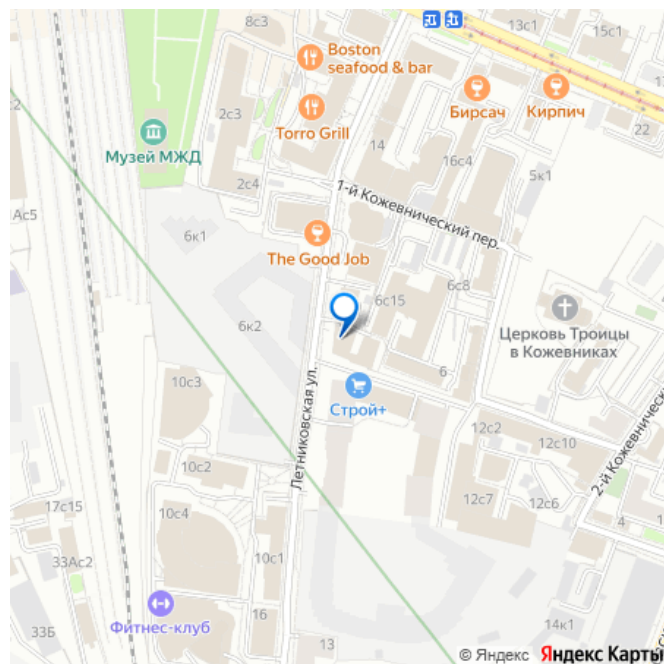 8с3
13с1
15с1
Boston
seafood & bar
2с3
Бирсач
Кирпич
Torro Grill
22
Музей МЖД
14
16с4
2с4
1-й Кожевнический пер.
5к1
Ас5
6к1
The Good Job
6с8
6с15
6к2
Церковь Троицы
в Кожевниках
6
10с3
Строй+
Летниковская ул.
12с2
12с10
2-й Кожевническ
10с2
12с7
12с6
17с15
10с4
4
33Ас2
10с1
16
14к1
Фитнес-клуб
33Б
13
© Яндекс Яндекс Карты